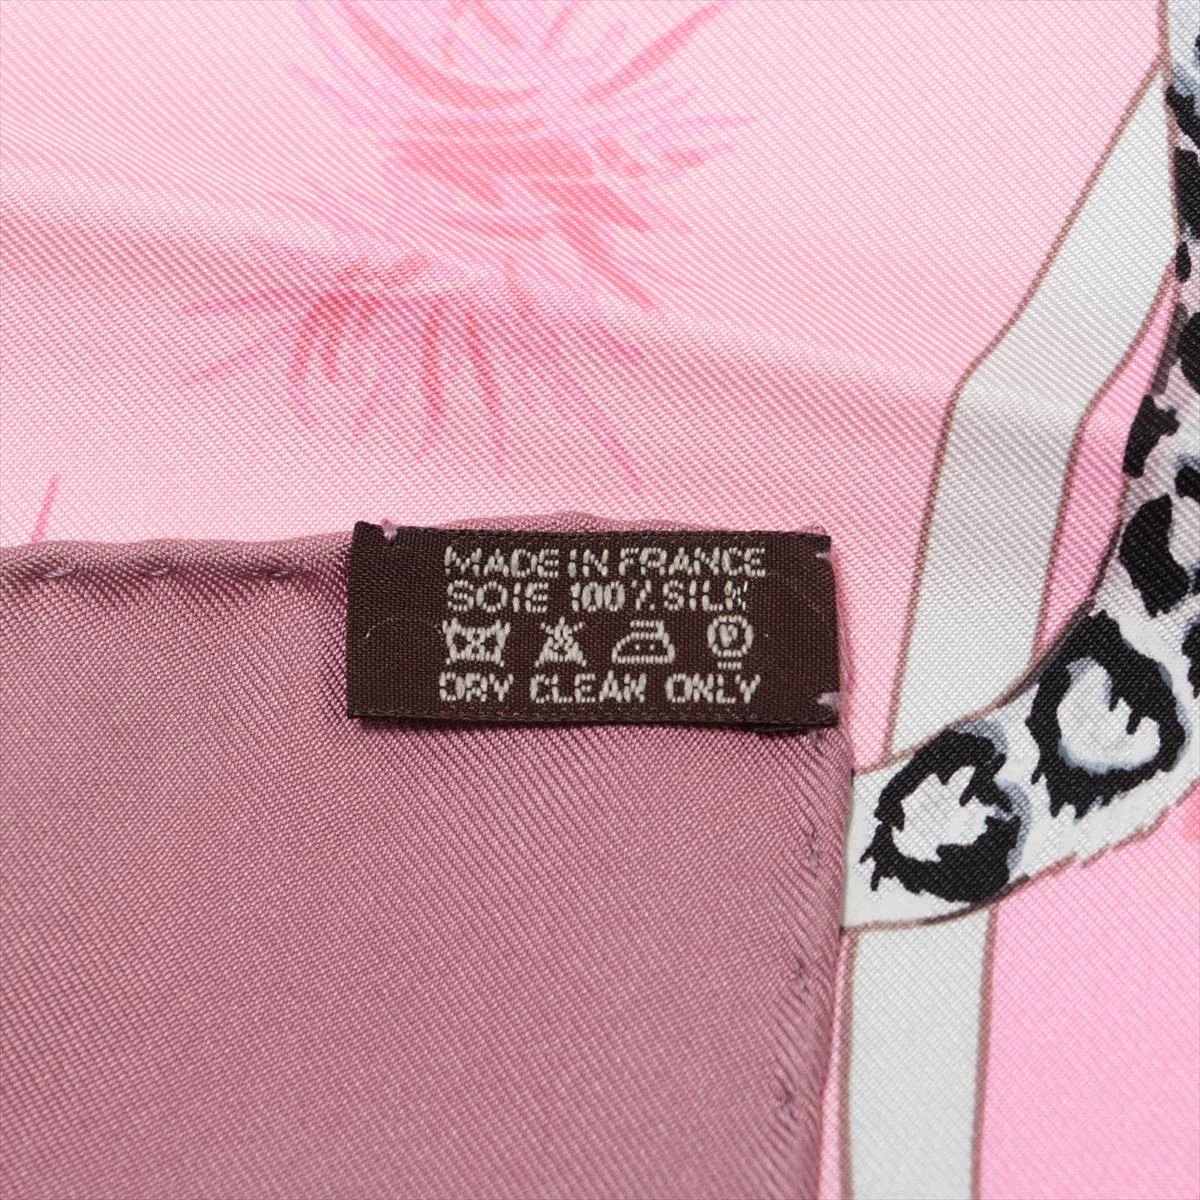 MADE IN FRANCE
SOIE 100% SILK
P
DRY CLEAN ONLY